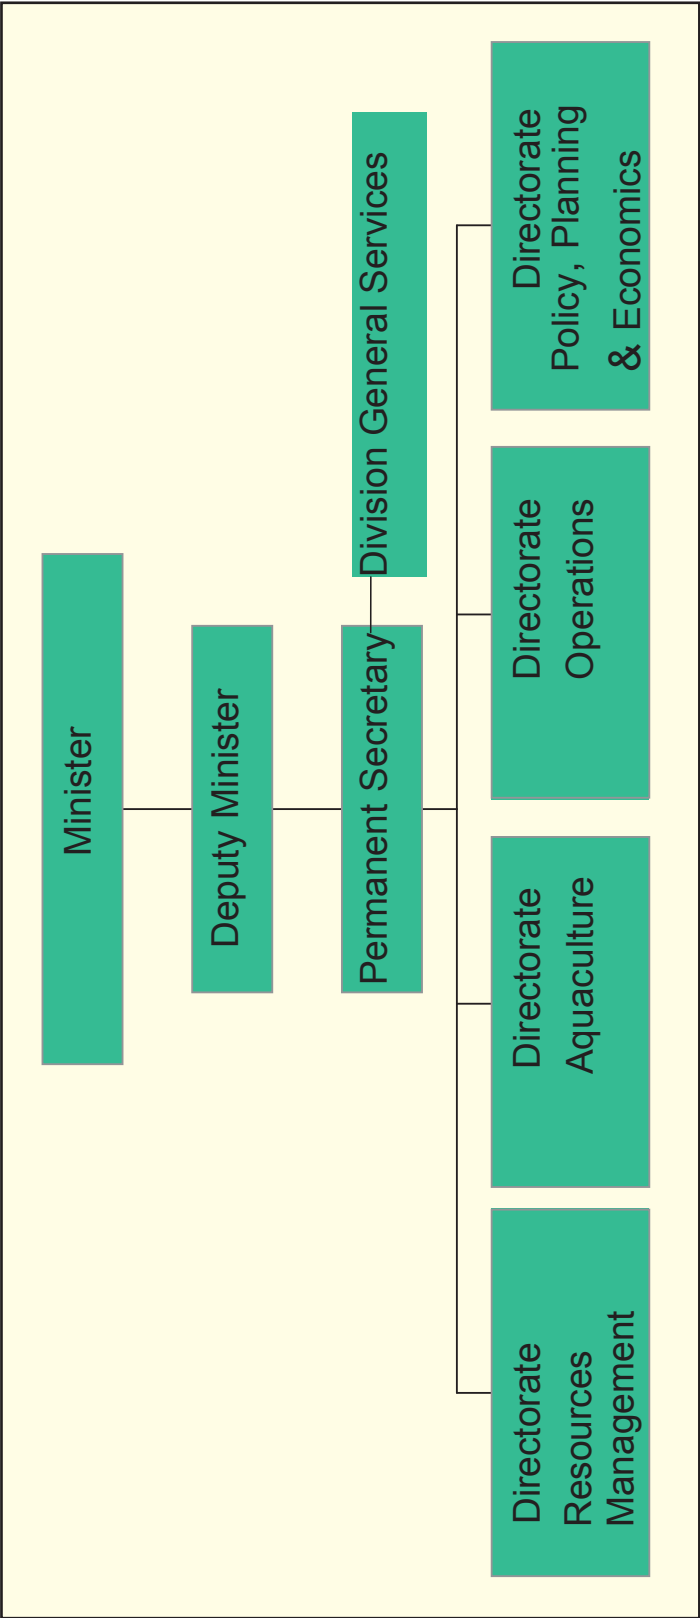 Minister
Deputy Minister
Permanent Secretary
Division General Services
Directorate
Resources
Management
Directorate
Aquaculture
Directorate
Operations
Directorate
Policy, Planning
& Economics